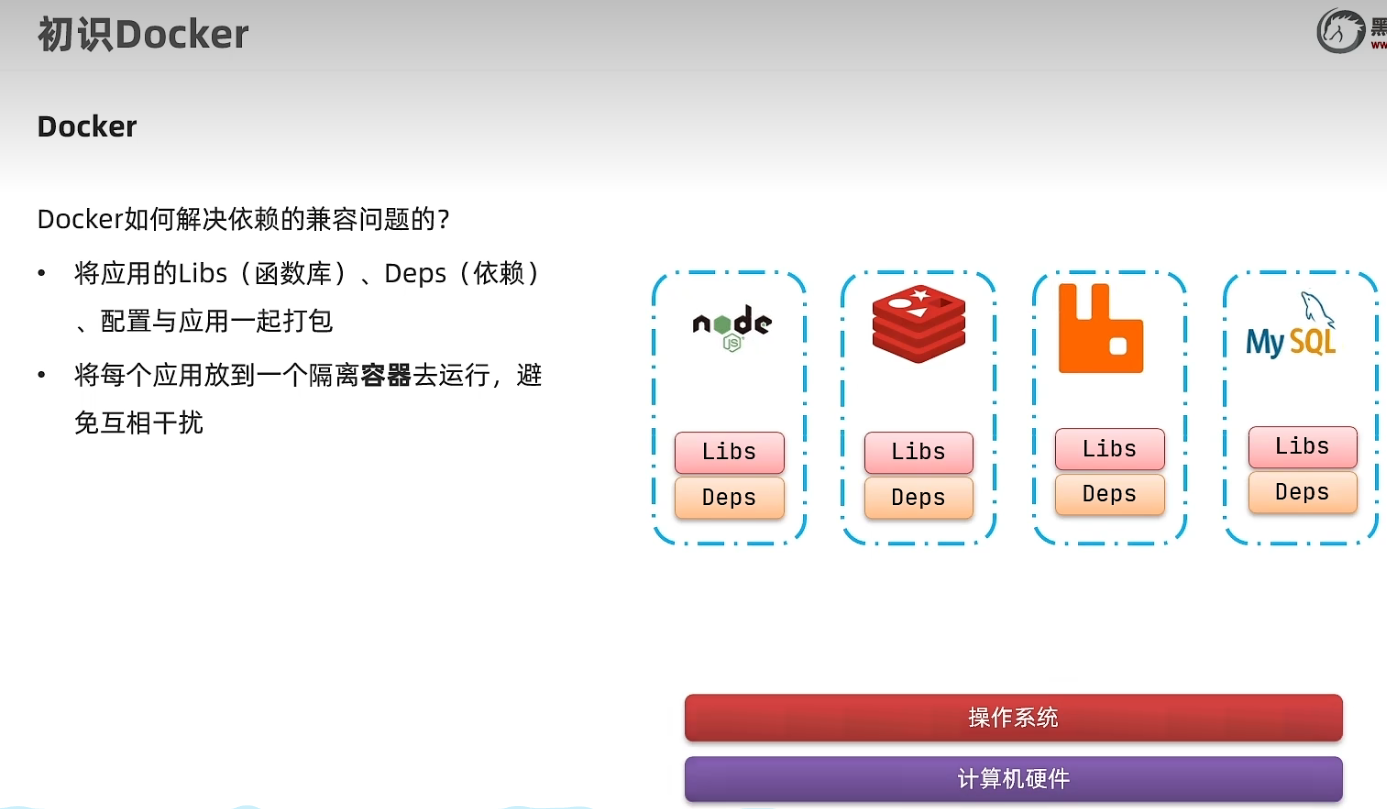 初识Docker
黑
ww
Docker
Docker如何解决依赖的兼容问题的？
• 将应用的Libs（函数库）、Deps（依赖）
、配置与应用一起打包
• 将每个应用放到一个隔离容器去运行，避
免互相干扰
node
JS
MySQL
Libs
Libs
Libs
Libs
Deps
Deps
Deps
Deps
操作系统
计算机硬件